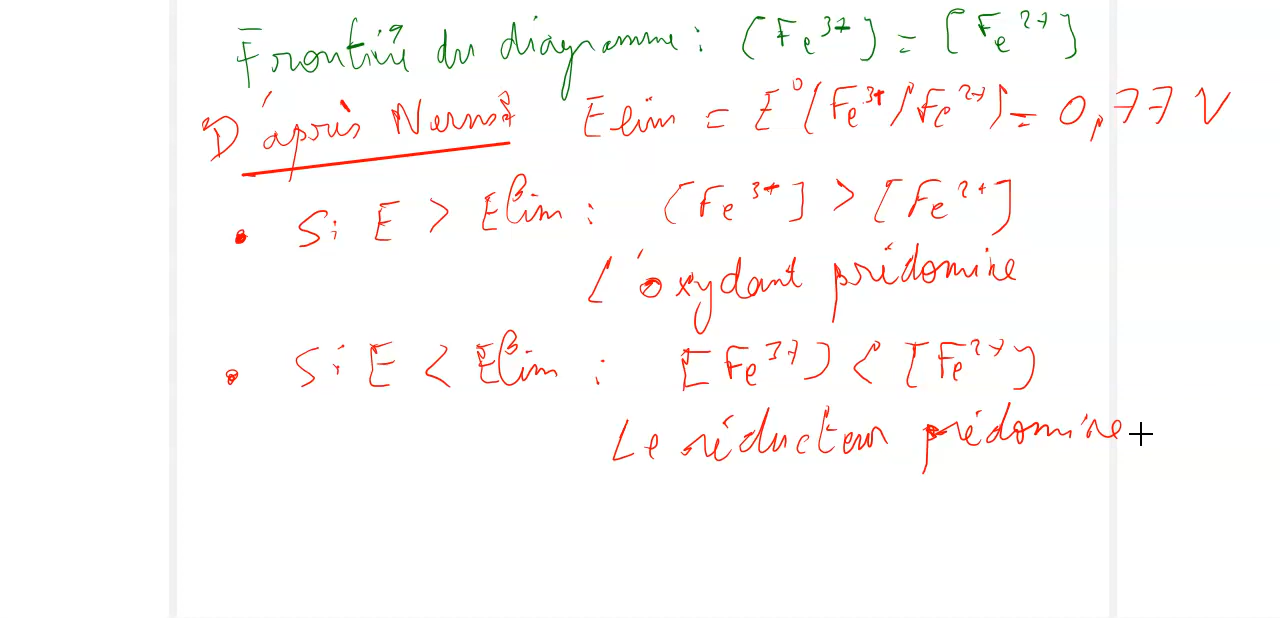 Frontière du diagramme : [Fe³⁺] = [Fe²⁺]
D'après Nernst Elim = E⁰(Fe³⁺/Fe²⁺) = 0,77 V
• Si E > Elim : [Fe³⁺] > [Fe²⁺]
L'oxydant prédomine
• Si E < Elim : [Fe³⁺] < [Fe²⁺]
Le réducteur prédomine